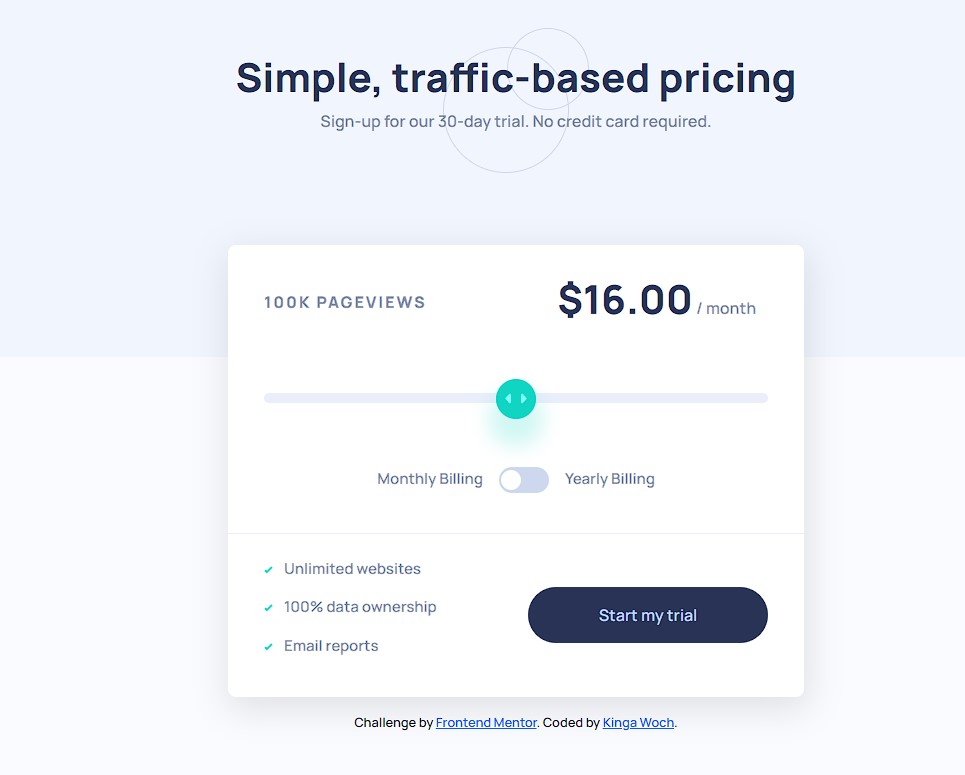 Simple, traffic-based pricing
Sign-up for our 30-day trial. No credit card required.
100K PAGEVIEWS
$16.00 / month
Monthly Billing
Yearly Billing
Unlimited websites
100% data ownership
Email reports
Start my trial
Challenge by Frontend Mentor. Coded by Kinga Woch.